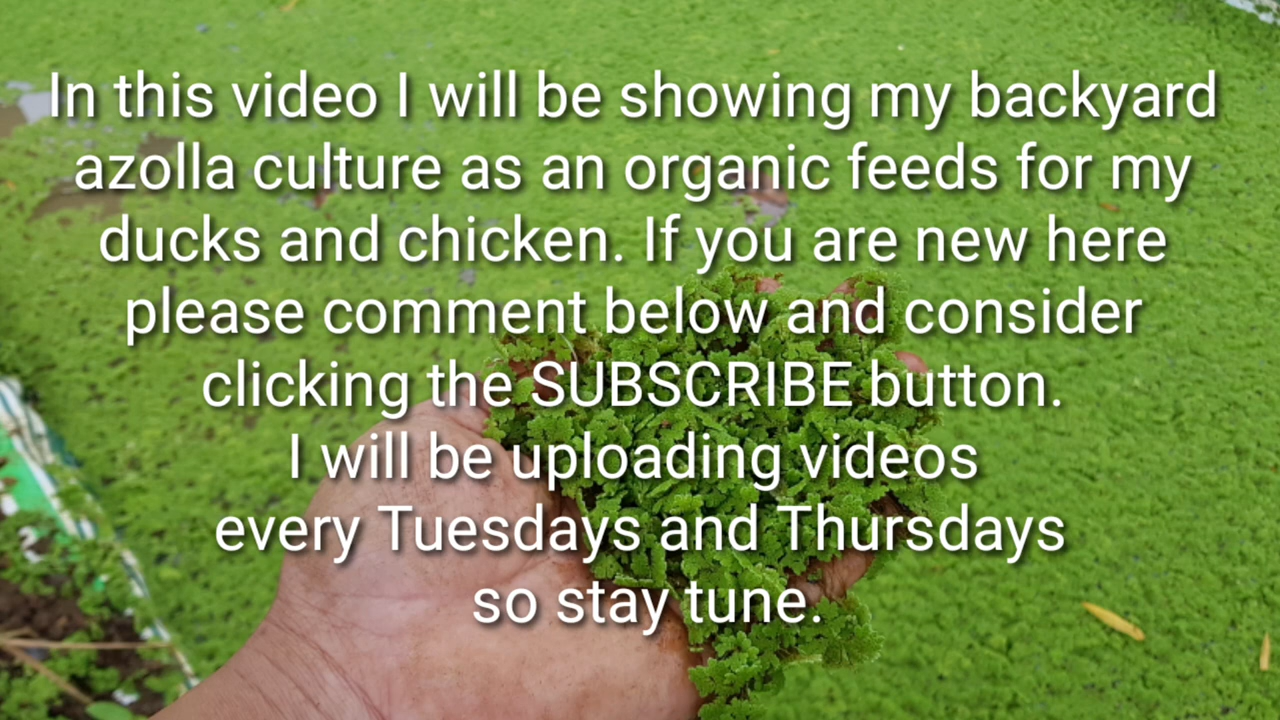 In this video I will be showing my backyard
azolla culture as an organic feeds for my
ducks and chicken. If you are new here
please comment below and consider
clicking the SUBSCRIBE button.
I will be uploading videos
every Tuesdays and Thursdays
so stay tune.